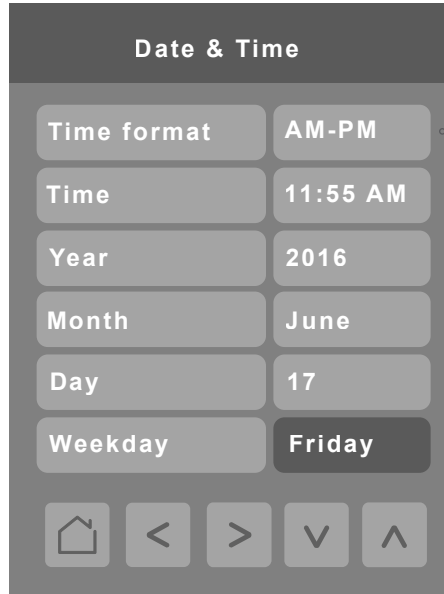 Date & Time
Time format AM-PM
Time 11:55 AM
Year 2016
Month June
Day 17
Weekday Friday